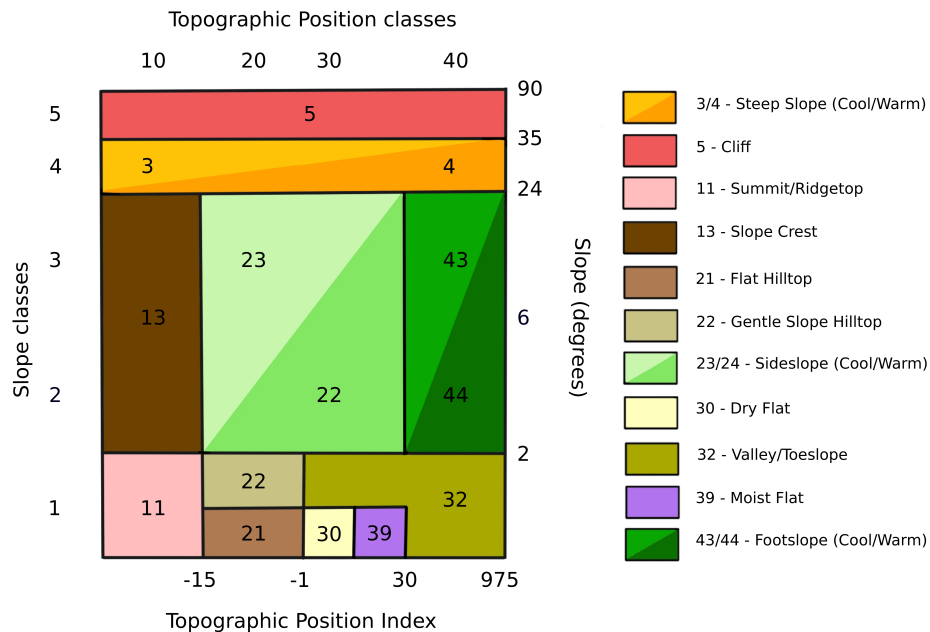 Topographic Position classes
10 20 30 40
90
5 5
3/4 - Steep Slope (Cool/Warm)
35
5 - Cliff
4 3 4
24
11 - Summit/Ridgetop
13 - Slope Crest
3 23 43
21 - Flat Hilltop
Slope classes
Slope (degrees)
13 6
22 - Gentle Slope Hilltop
23/24 - Sideslope (Cool/Warm)
2 22 44
30 - Dry Flat
2
32 - Valley/Toeslope
22
32
39 - Moist Flat
1 11
21 30 39
43/44 - Footslope (Cool/Warm)
-15 -1 30 975
Topographic Position Index